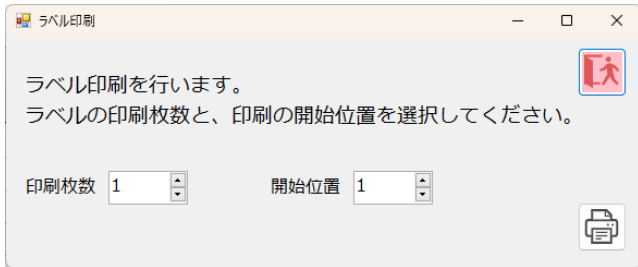 ラベル印刷
ラベル印刷を行います。
ラベルの印刷枚数と、印刷の開始位置を選択してください。
印刷枚数 1 開始位置 1